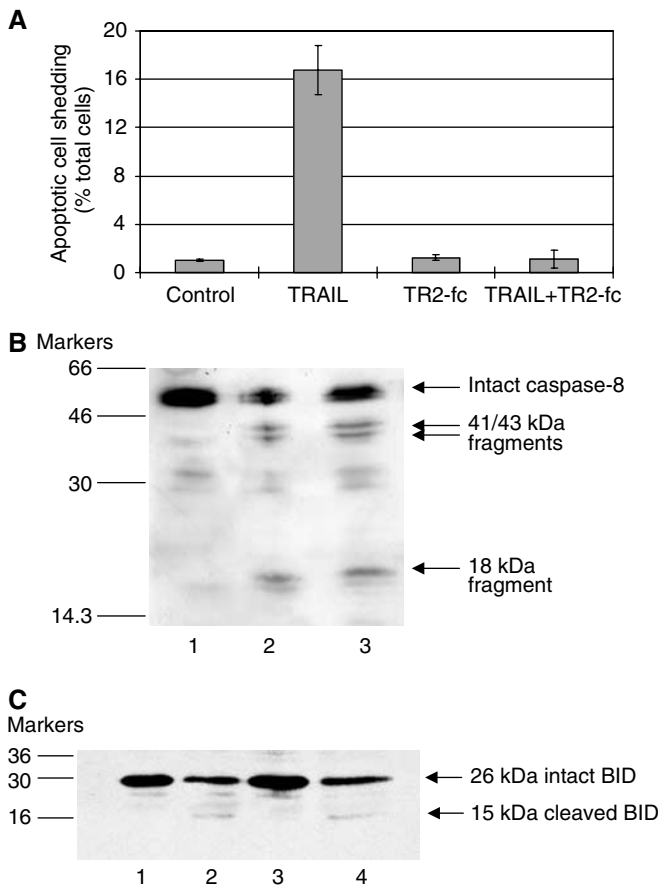 A
Apoptotic cell shedding
(% total cells)
20
16
12
8
4
0
Control
TRAIL
TR2-fc
TRAIL+TR2-fc
B
Markers
66
46
30
14.3
Intact caspase-8
41/43 kDa
fragments
18 kDa
fragment
1 2 3
C
Markers
36
30
16
26 kDa intact BID
15 kDa cleaved BID
1 2 3 4